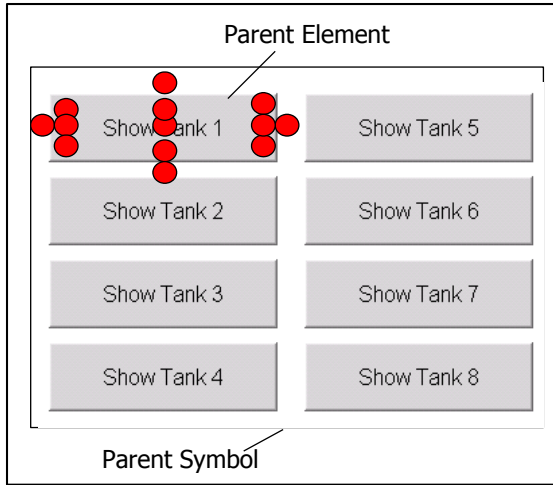 Parent Element
Show Tank 1
Show Tank 5
Show Tank 2
Show Tank 6
Show Tank 3
Show Tank 7
Show Tank 4
Show Tank 8
Parent Symbol